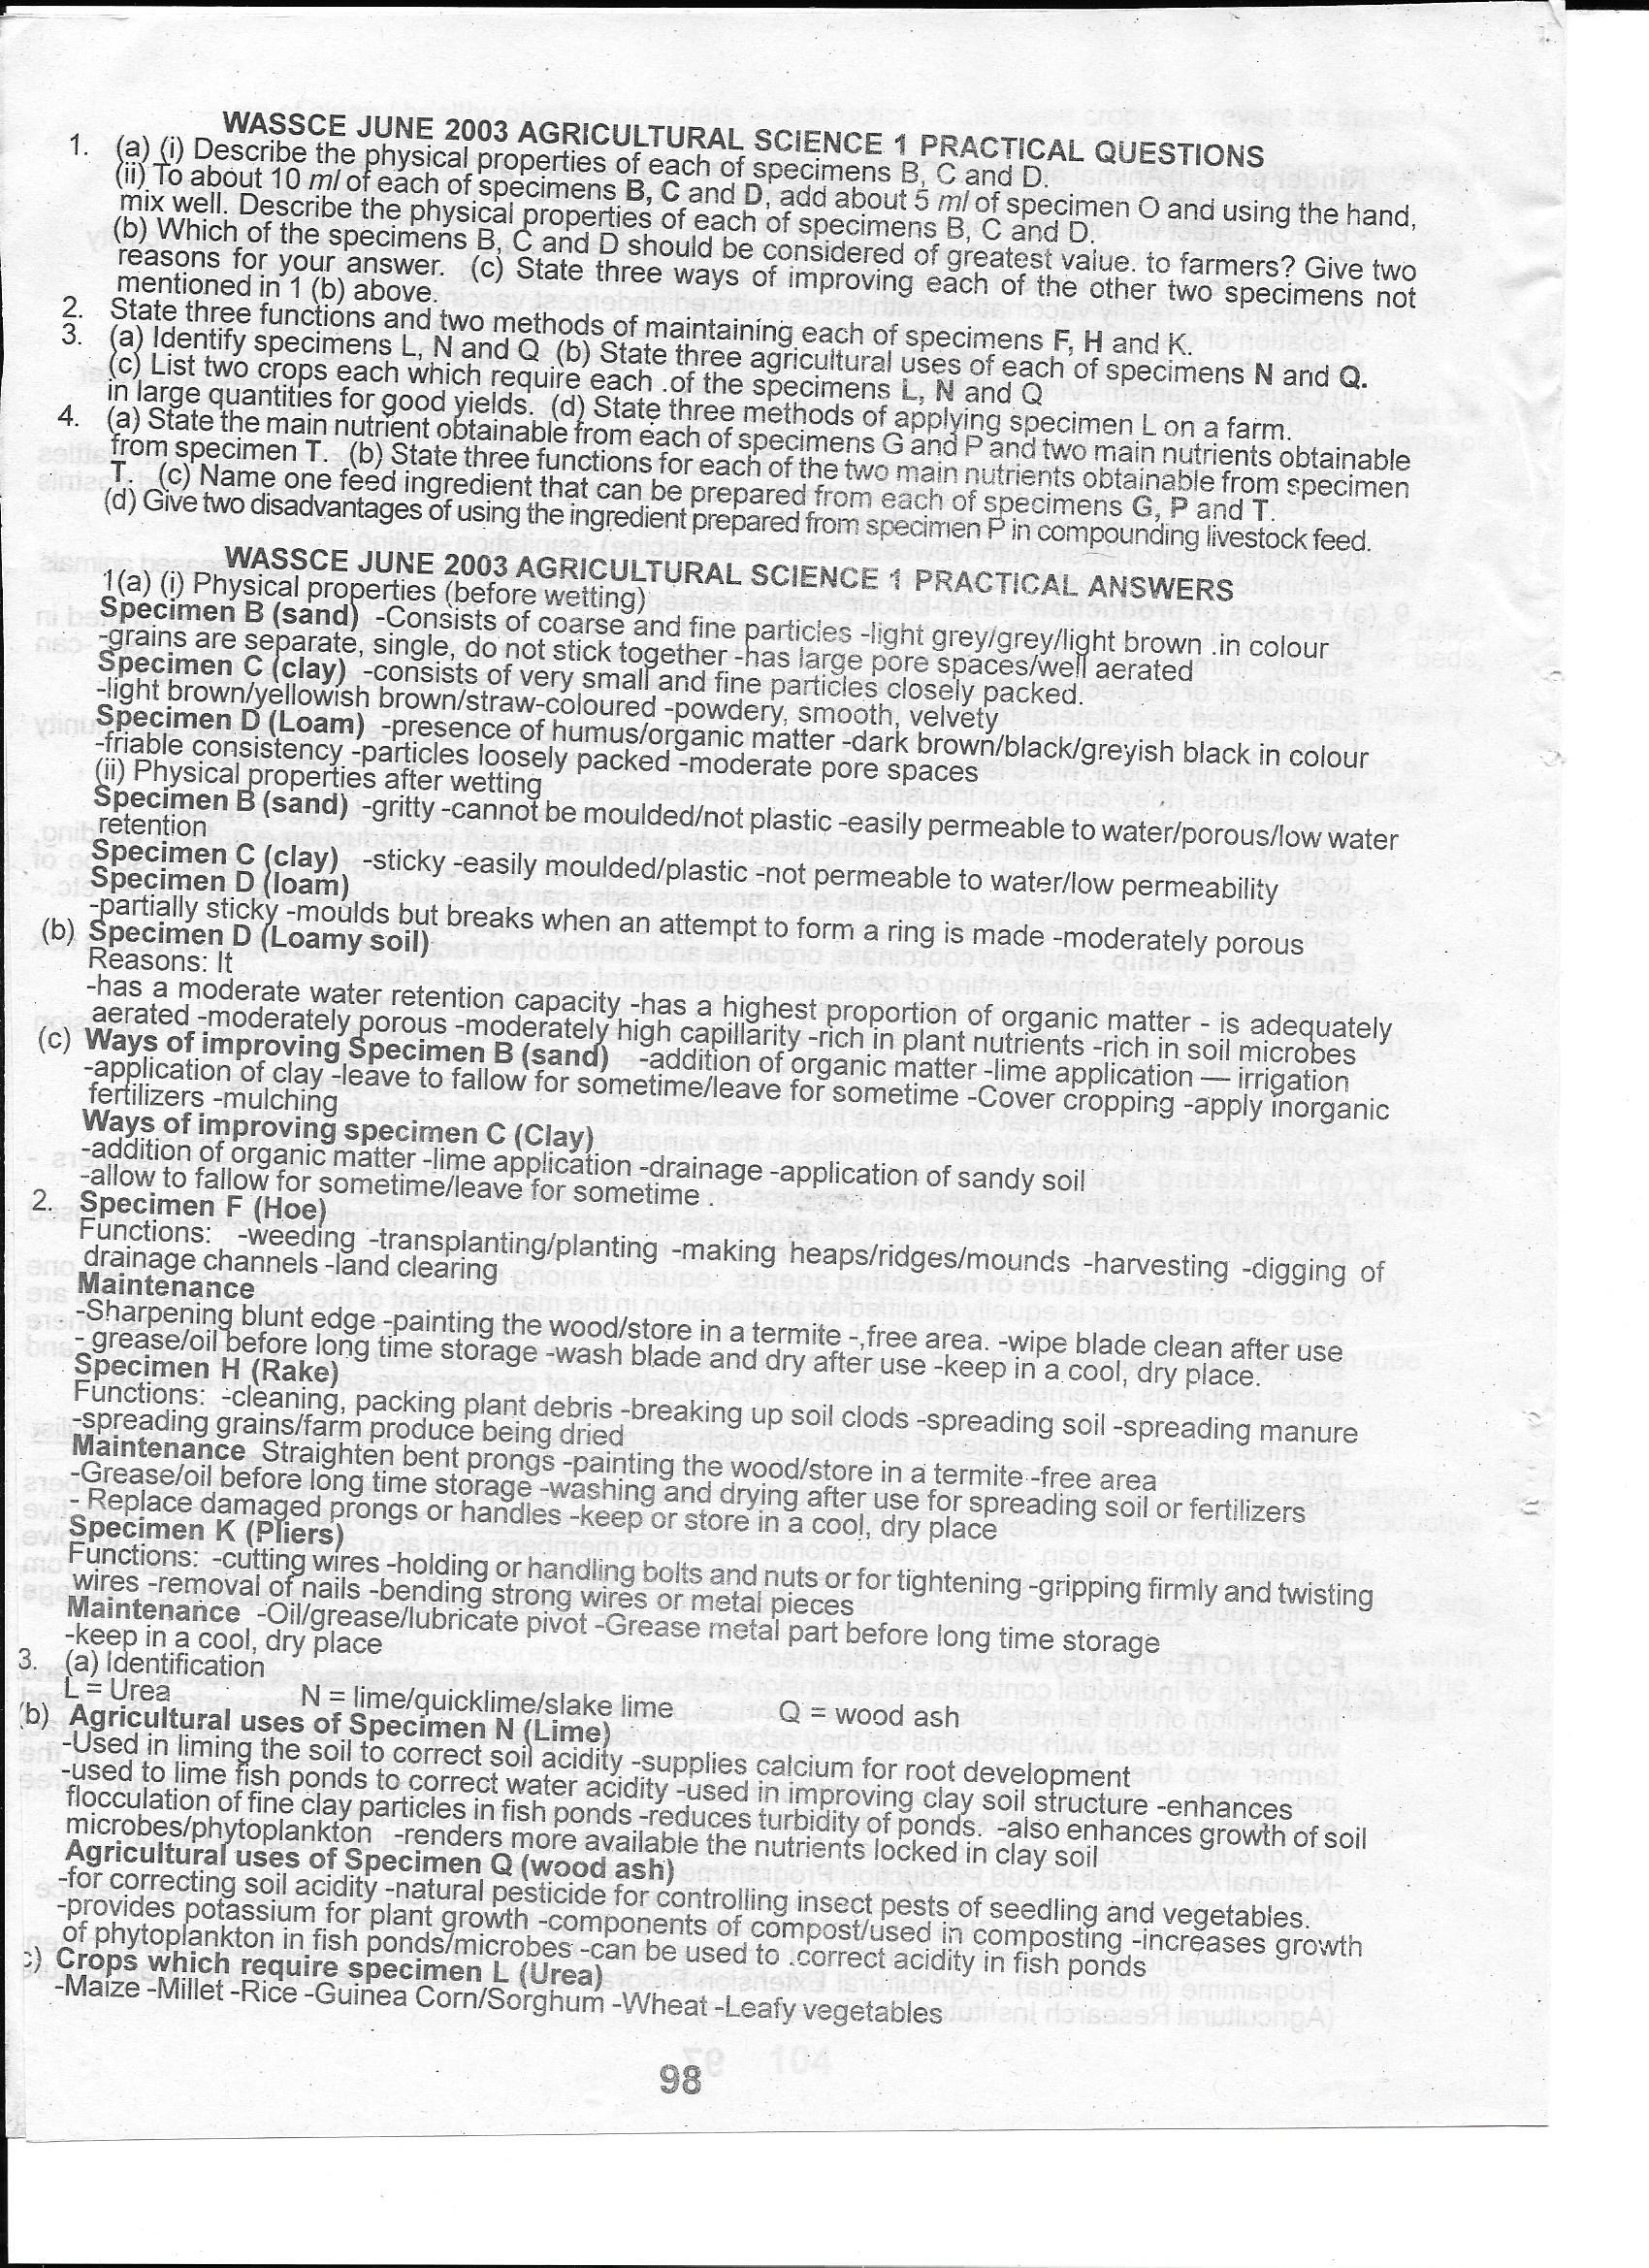 WASSCE JUNE 2003 AGRICULTURAL SCIENCE 1 PRACTICAL QUESTIONS
1. (a) (i) Describe the physical properties of each of specimens B, C and D.
(ii) To about 10 ml of each of specimens B, C and D, add about 5 ml of specimen O and using the hand,
mix well. Describe the physical properties of each of specimens B, C and D.
(b) Which of the specimens B, C and D should be considered of greatest value. to farmers? Give two
reasons for your answer. (c) State three ways of improving each of the other two specimens not
mentioned in 1 (b) above.
2. State three functions and two methods of maintaining each of specimens F, H and K.
3. (a) Identify specimens L, N and Q (b) State three agricultural uses of each of specimens N and Q.
(c) List two crops each which require each .of the specimens L, N and Q
in large quantities for good yields. (d) State three methods of applying specimen L on a farm.
4. (a) State the main nutrient obtainable from each of specimens G and P and two main nutrients obtainable
from specimen T. (b) State three functions for each of the two main nutrients obtainable from specimen
T. (c) Name one feed ingredient that can be prepared from each of specimens G, P and T.
(d) Give two disadvantages of using the ingredient prepared from specimen P in compounding livestock feed.
WASSCE JUNE 2003 AGRICULTURAL SCIENCE 1 PRACTICAL ANSWERS
1(a) (i) Physical properties (before wetting)
Specimen B (sand) -Consists of coarse and fine particles -light grey/grey/light brown .in colour
-grains are separate, single, do not stick together -has large pore spaces/well aerated
Specimen C (clay) -consists of very small and fine particles closely packed.
-light brown/yellowish brown/straw-coloured -powdery, smooth, velvety
Specimen D (Loam) -presence of humus/organic matter -dark brown/black/greyish black in colour
-friable consistency -particles loosely packed -moderate pore spaces
(ii) Physical properties after wetting
Specimen B (sand) -gritty -cannot be moulded/not plastic -easily permeable to water/porous/low water
retention
Specimen C (clay) -sticky -easily moulded/plastic -not permeable to water/low permeability
Specimen D (loam)
-partially sticky -moulds but breaks when an attempt to form a ring is made -moderately porous
(b) Specimen D (Loamy soil)
Reasons: It
-has a moderate water retention capacity -has a highest proportion of organic matter - is adequately
aerated -moderately porous -moderately high capillarity -rich in plant nutrients -rich in soil microbes
(c) Ways of improving Specimen B (sand) -addition of organic matter -lime application — irrigation
-application of clay -leave to fallow for sometime/leave for sometime -Cover cropping -apply inorganic
fertilizers -mulching
Ways of improving specimen C (Clay)
-addition of organic matter -lime application -drainage -application of sandy soil
-allow to fallow for sometime/leave for sometime .
2. Specimen F (Hoe)
Functions: -weeding -transplanting/planting -making heaps/ridges/mounds -harvesting -digging of
drainage channels -land clearing
Maintenance
-Sharpening blunt edge -painting the wood/store in a termite -,free area. -wipe blade clean after use
- grease/oil before long time storage -wash blade and dry after use -keep in a cool, dry place.
Specimen H (Rake)
Functions: -cleaning, packing plant debris -breaking up soil clods -spreading soil -spreading manure
-spreading grains/farm produce being dried
Maintenance Straighten bent prongs -painting the wood/store in a termite -free area
-Grease/oil before long time storage -washing and drying after use for spreading soil or fertilizers
- Replace damaged prongs or handles -keep or store in a cool, dry place
Specimen K (Pliers)
Functions: -cutting wires -holding or handling bolts and nuts or for tightening -gripping firmly and twisting
wires -removal of nails -bending strong wires or metal pieces
Maintenance -Oil/grease/lubricate pivot -Grease metal part before long time storage
-keep in a cool, dry place
3. (a) Identification
L = Urea N = lime/quicklime/slake lime Q = wood ash
(b) Agricultural uses of Specimen N (Lime)
-Used in liming the soil to correct soil acidity -supplies calcium for root development
-used to lime fish ponds to correct water acidity -used in improving clay soil structure -enhances
flocculation of fine clay particles in fish ponds -reduces turbidity of ponds. -also enhances growth of soil
microbes/phytoplankton -renders more available the nutrients locked in clay soil
Agricultural uses of Specimen Q (wood ash)
-for correcting soil acidity -natural pesticide for controlling insect pests of seedling and vegetables.
-provides potassium for plant growth -components of compost/used in composting -increases growth
of phytoplankton in fish ponds/microbes -can be used to .correct acidity in fish ponds
c) Crops which require specimen L (Urea)
-Maize -Millet -Rice -Guinea Corn/Sorghum -Wheat -Leafy vegetables
98